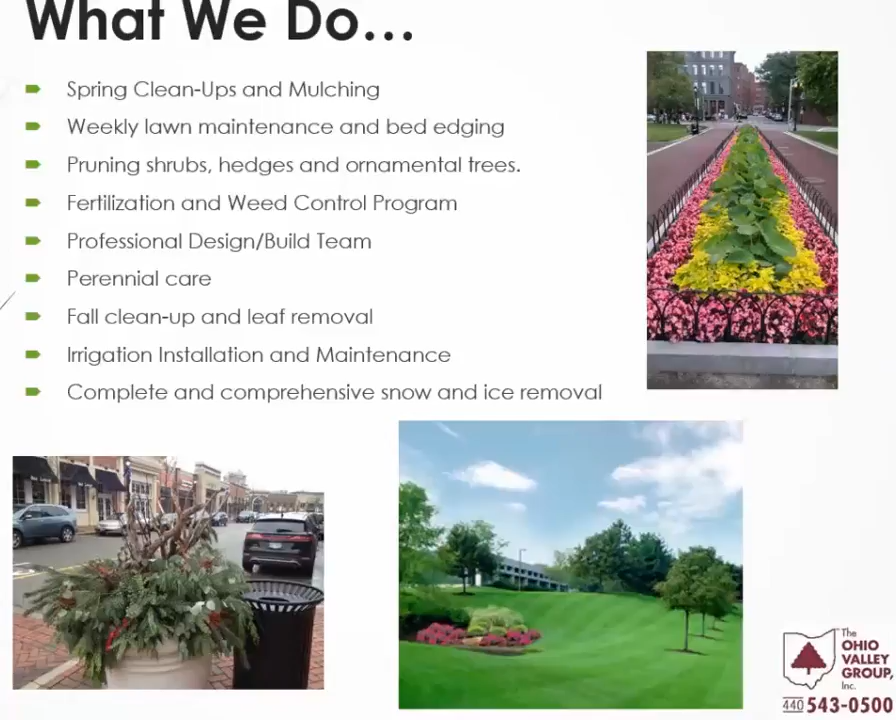 What We Do...
Spring Clean-Ups and Mulching
Weekly lawn maintenance and bed edging
Pruning shrubs, hedges and ornamental trees.
Fertilization and Weed Control Program
Professional Design/Build Team
Perennial care
Fall clean-up and leaf removal
Irrigation Installation and Maintenance
Complete and comprehensive snow and ice removal
The
OHIO
VALLEY
GROUP,
Inc.
440 543-0500